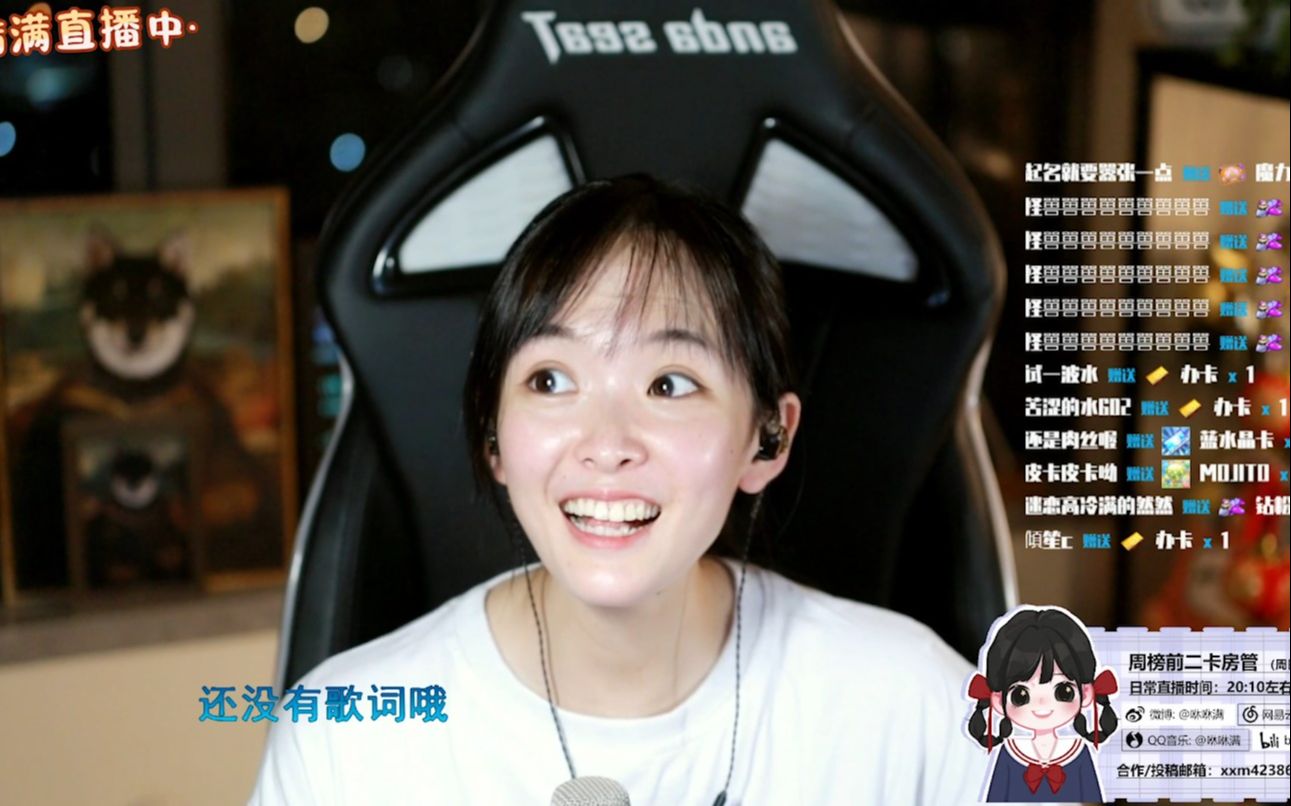 满直播中
anda seaT
起名就要嚣张一点 赠送 魔力
怪兽兽兽兽兽兽兽兽兽 赠送
怪兽兽兽兽兽兽兽兽兽 赠送
怪兽兽兽兽兽兽兽兽兽 赠送
怪兽兽兽兽兽兽兽兽兽 赠送
怪兽兽兽兽兽兽兽兽兽 赠送
试一波水 赠送 办卡 x 1
苦涩的水602 赠送 办卡 x 1
还是肉丝喔 赠送 蓝水晶卡 x
皮卡皮卡呦 赠送 MOJITO x
迷恋高冷满的然然 赠送 钻粉
傾笙c 赠送 办卡 x 1
还没有歌词哦
周榜前二卡房管（周
日常直播时间：20:10左右
微博: @咻咻满 网易云
QQ音乐: @咻咻满 bili b
合作/投稿邮箱：xxm42386